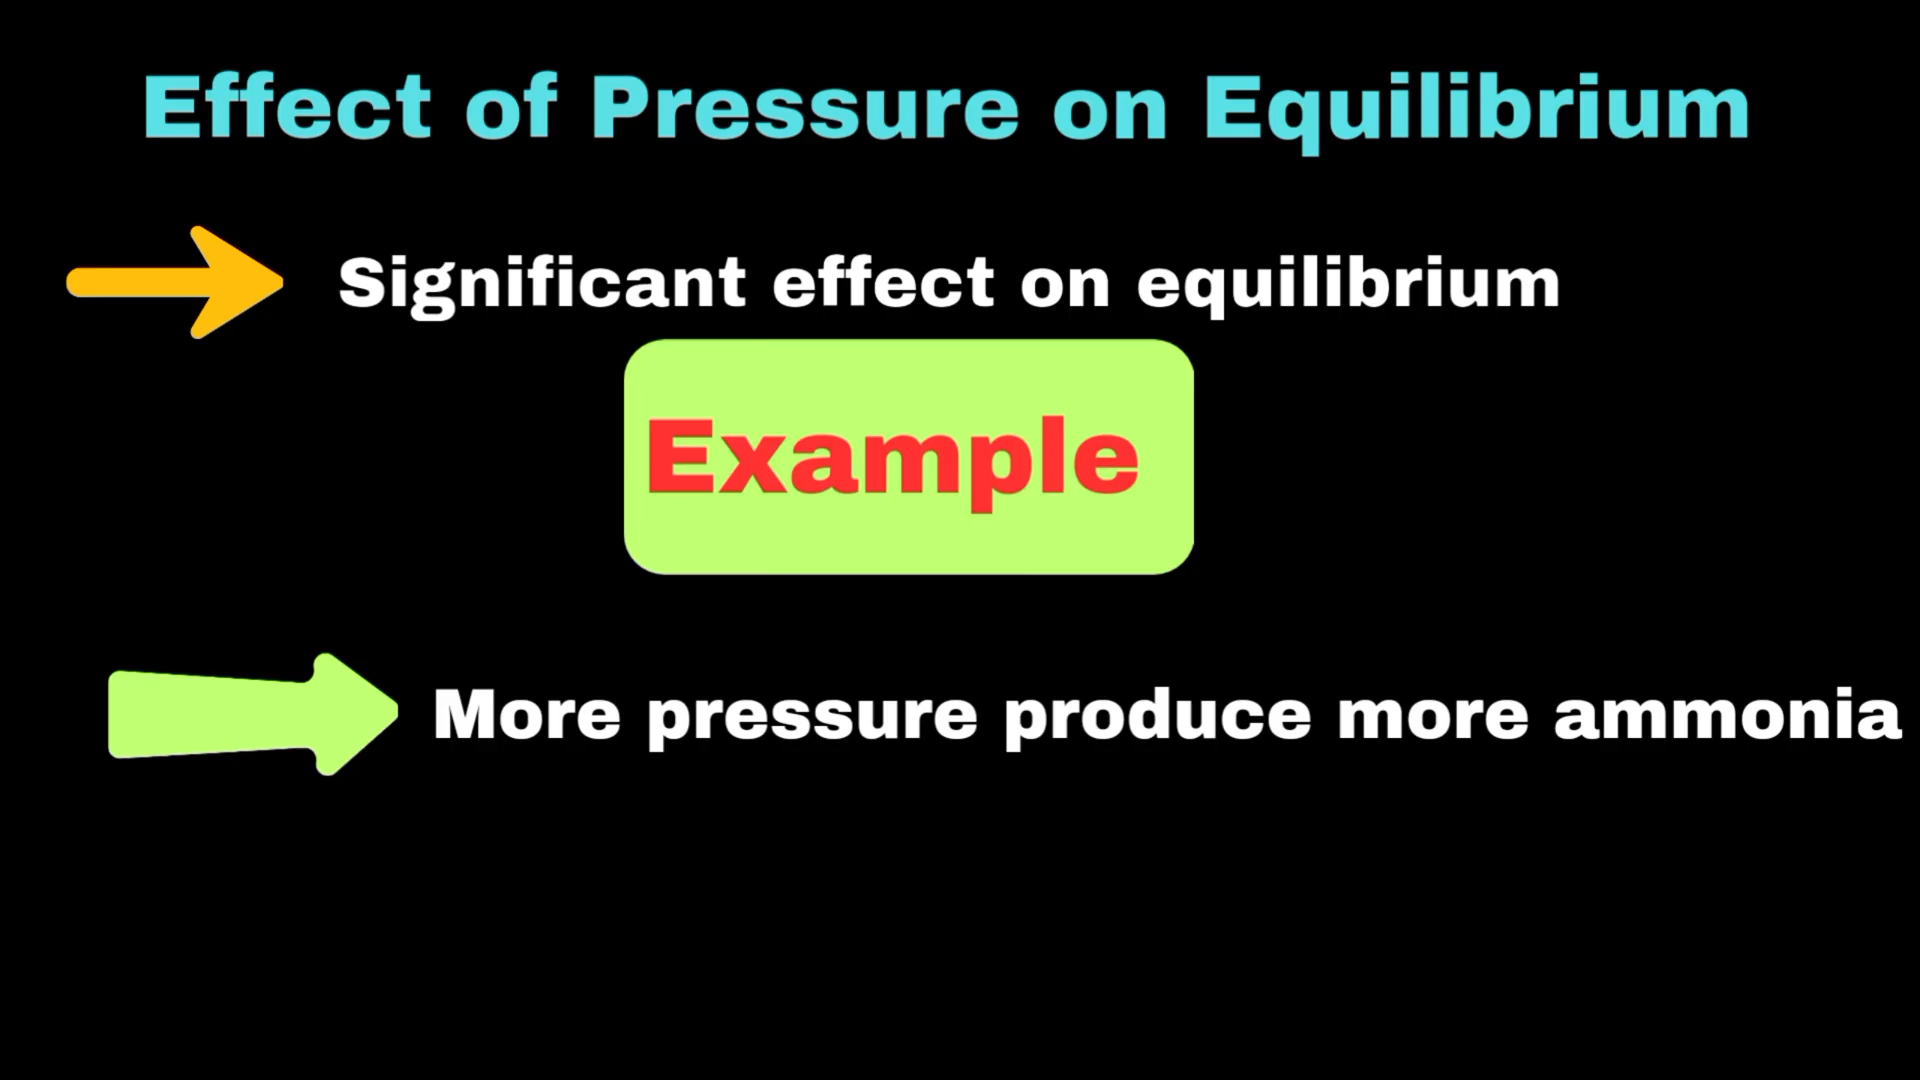 Effect of Pressure on Equilibrium
Significant effect on equilibrium
Example
More pressure produce more ammonia